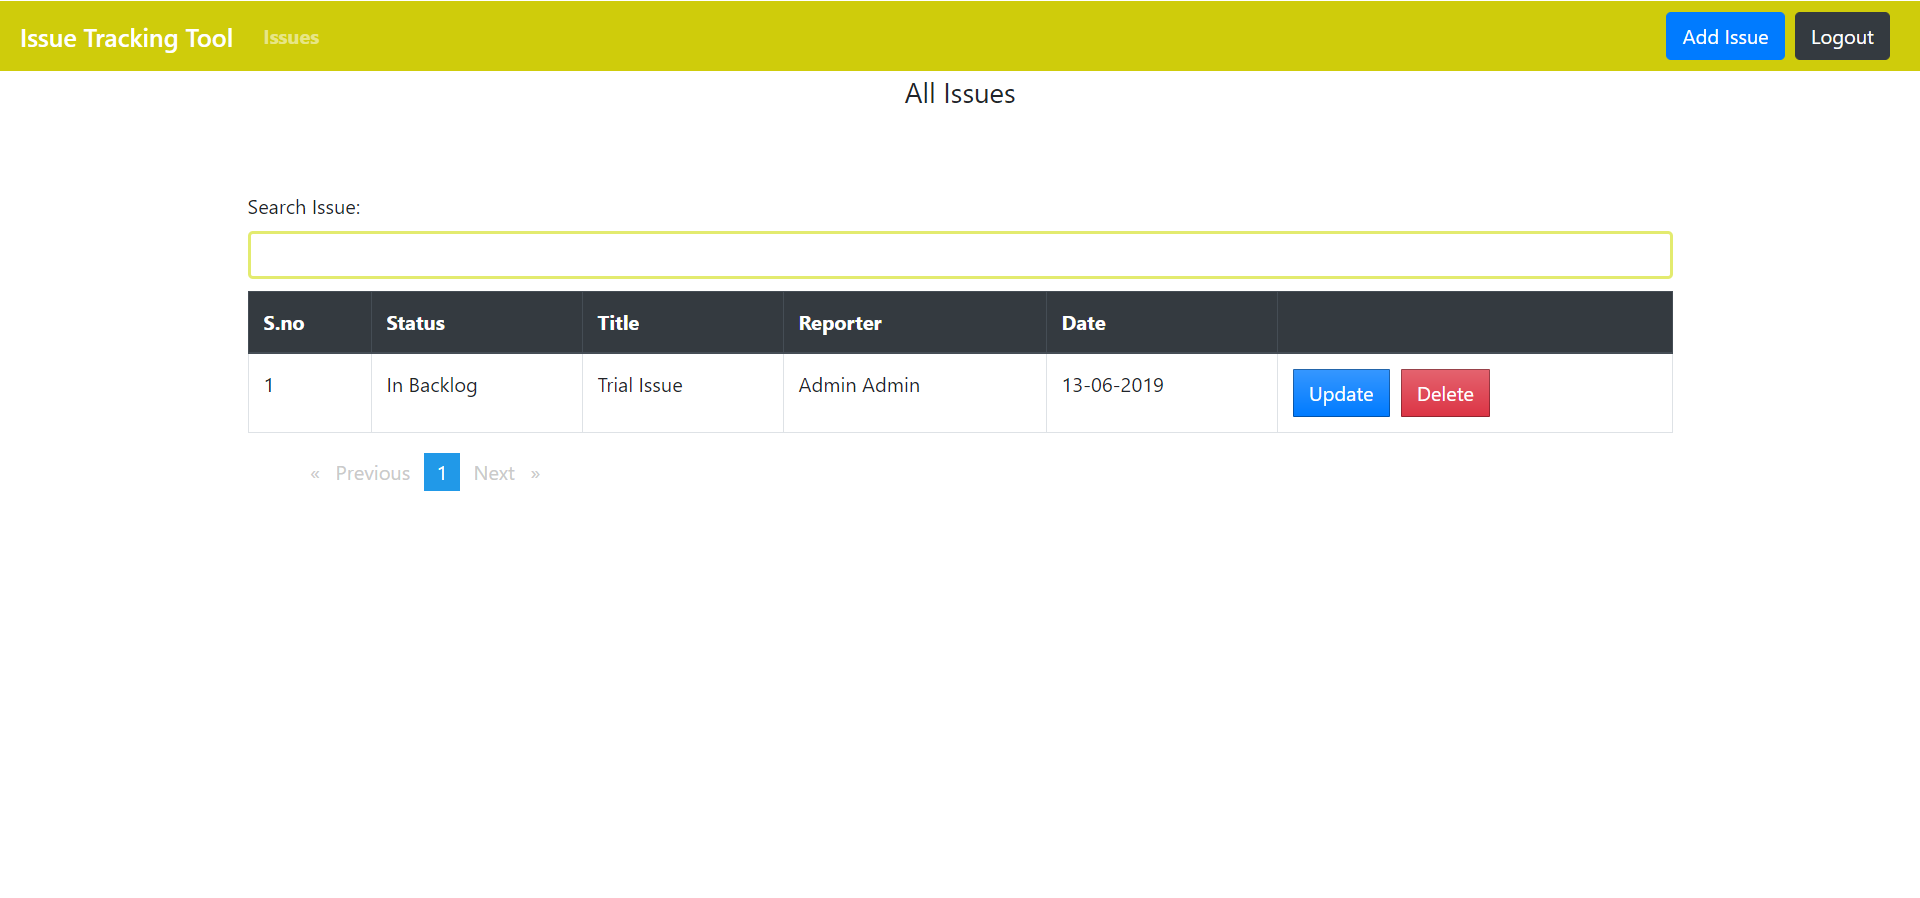 Issue Tracking Tool Issues Add Issue Logout
All Issues
Search Issue:
S.no Status Title Reporter Date
1 In Backlog Trial Issue Admin Admin 13-06-2019 Update Delete
« Previous 1 Next »